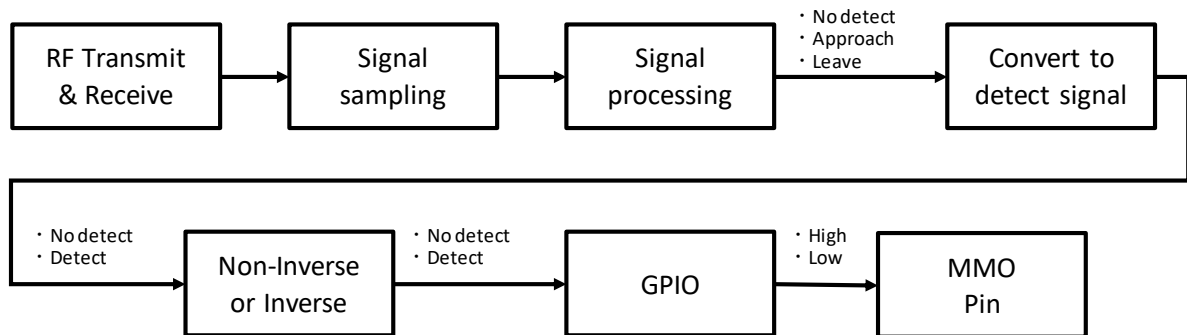 RF Transmit
& Receive
Signal
sampling
Signal
processing
・No detect
・Approach
・Leave
Convert to
detect signal
・No detect
・Detect
Non-Inverse
or Inverse
・No detect
・Detect
GPIO
・High
・Low
MMO
Pin